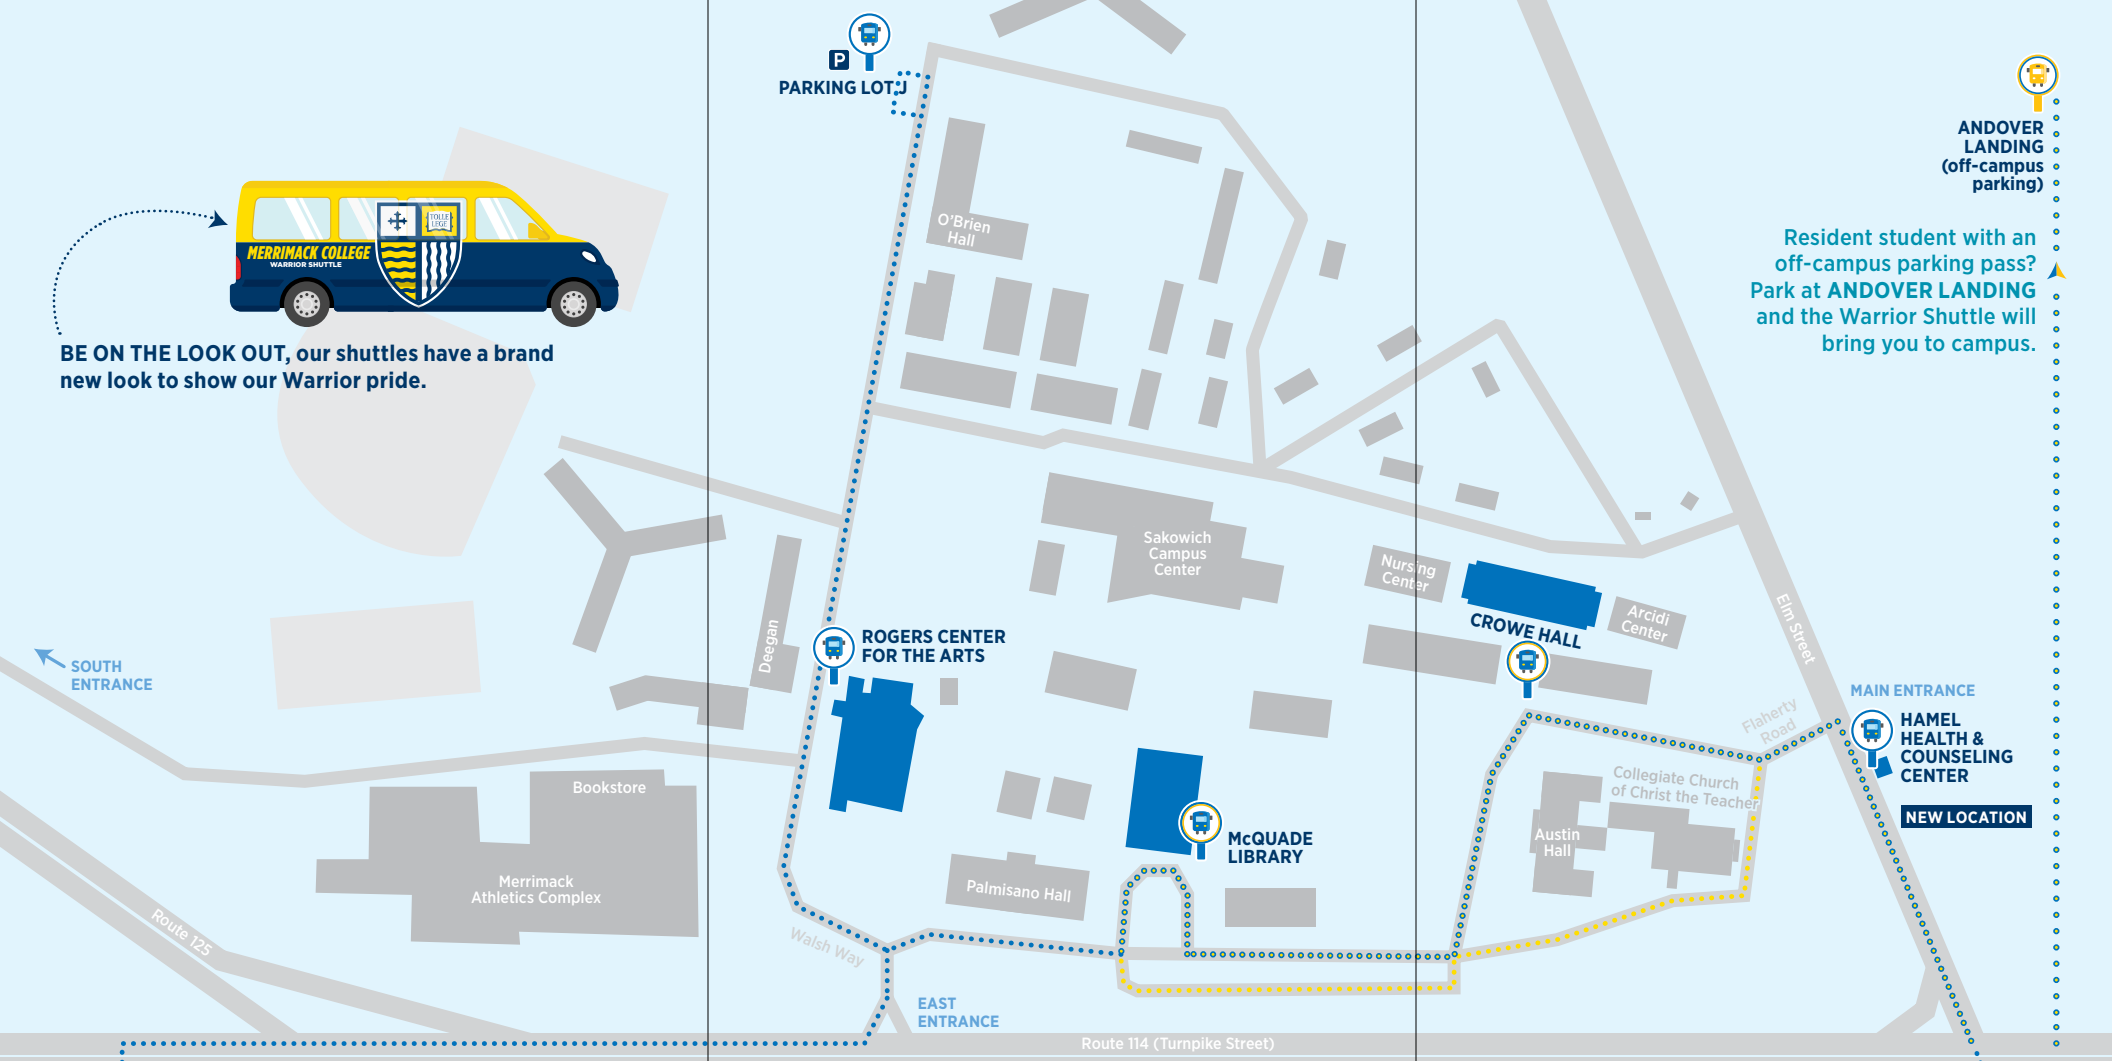 P
PARKING LOT J
ANDOVER
LANDING
(off-campus
parking)
Resident student with an
off-campus parking pass?
Park at ANDOVER LANDING
and the Warrior Shuttle will
bring you to campus.
TOLLE
LEGE
MERRIMACK COLLEGE
WARRIOR SHUTTLE
BE ON THE LOOK OUT, our shuttles have a brand
new look to show our Warrior pride.
O'Brien
Hall
Sakowich
Campus
Center
Nursing
Center
CROWE HALL
Arcidi
Center
Elm Street
Deegan
ROGERS CENTER
FOR THE ARTS
SOUTH
ENTRANCE
MAIN ENTRANCE
Flaherty
Road
HAMEL
HEALTH &
COUNSELING
CENTER
NEW LOCATION
Bookstore
Collegiate Church
of Christ the Teacher
Austin
Hall
McQUADE
LIBRARY
Merrimack
Athletics Complex
Palmisano Hall
Route 125
Walsh Way
EAST
ENTRANCE
Route 114 (Turnpike Street)